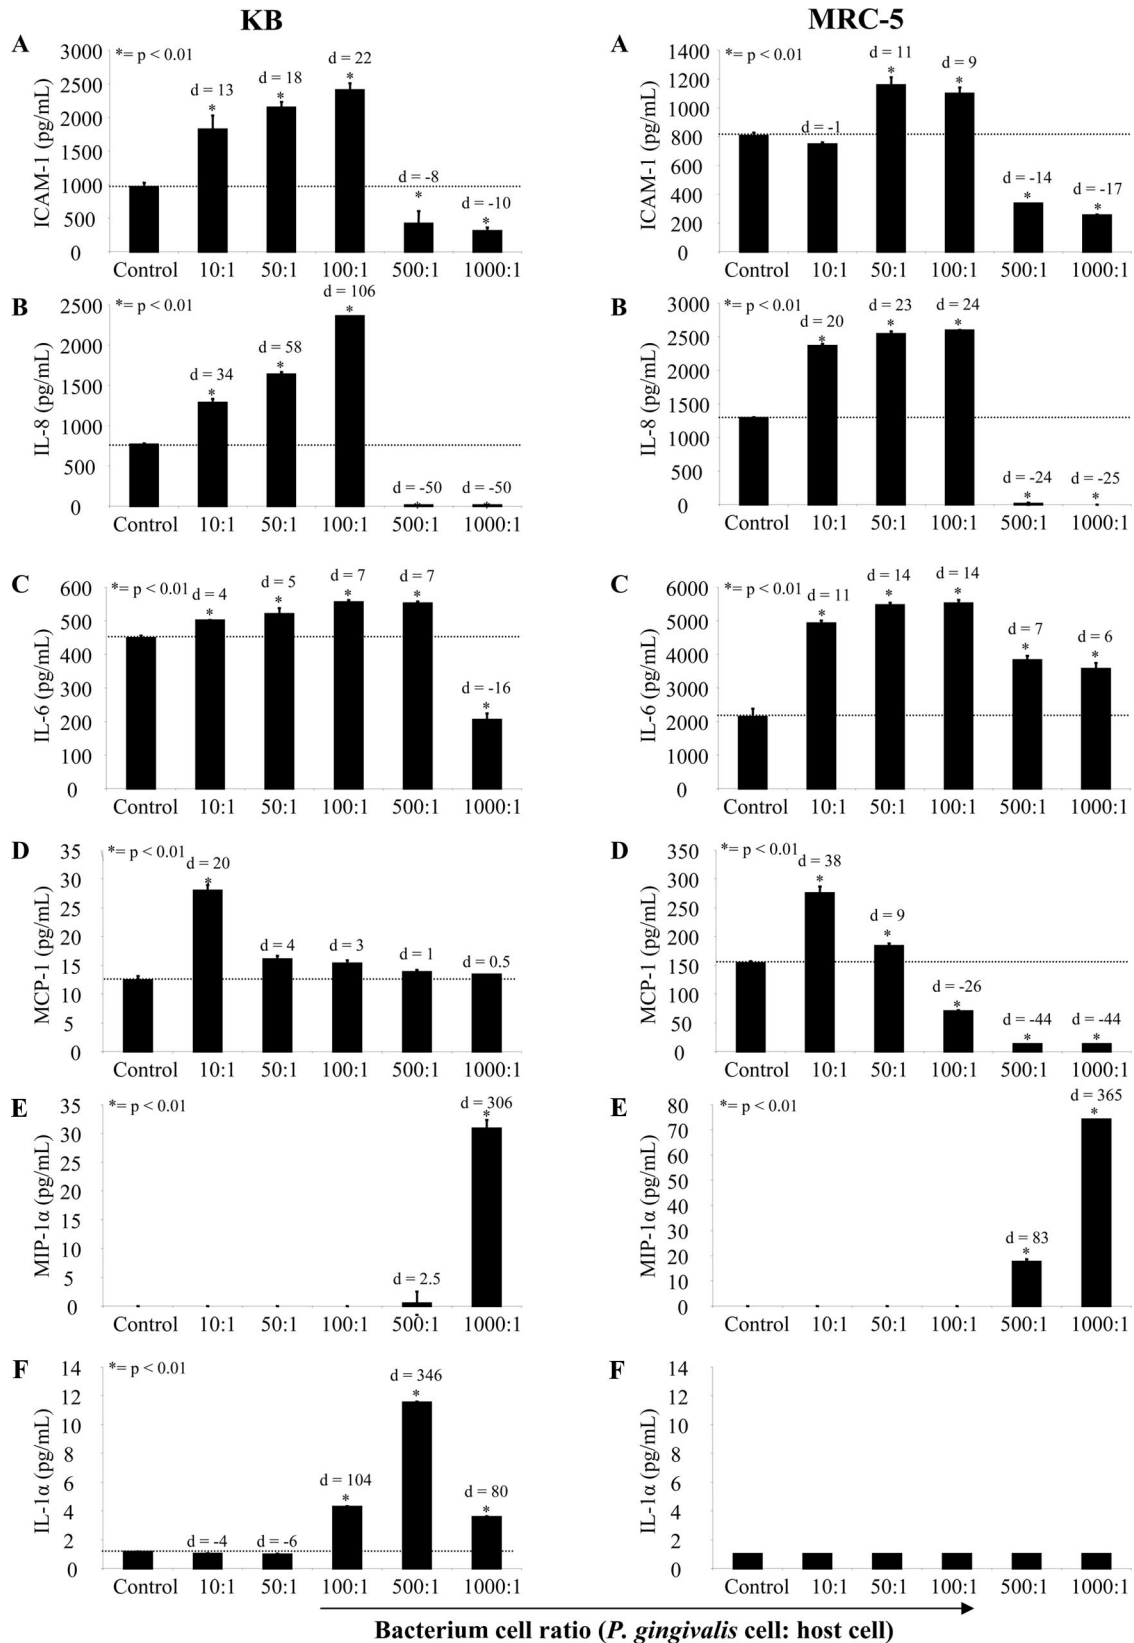 KB
A
*= p < 0.01
ICAM-1 (pg/mL)
3000
2500
2000
1500
1000
500
0
d = 13
*
d = 18
*
d = 22
*
d = -8
*
d = -10
*
Control 10:1 50:1 100:1 500:1 1000:1
B
*= p < 0.01
IL-8 (pg/mL)
2500
2000
1500
1000
500
0
d = 34
*
d = 58
*
d = 106
*
d = -50
*
d = -50
*
Control 10:1 50:1 100:1 500:1 1000:1
C
*= p < 0.01
IL-6 (pg/mL)
600
500
400
300
200
100
0
d = 4
*
d = 5
*
d = 7
*
d = 7
*
d = -16
*
Control 10:1 50:1 100:1 500:1 1000:1
D
*= p < 0.01
MCP-1 (pg/mL)
35
30
25
20
15
10
5
0
d = 20
*
d = 4
d = 3
d = 1
d = 0.5
Control 10:1 50:1 100:1 500:1 1000:1
E
*= p < 0.01
MIP-1α (pg/mL)
35
30
25
20
15
10
5
0
d = 2.5
d = 306
*
Control 10:1 50:1 100:1 500:1 1000:1
F
*= p < 0.01
IL-1α (pg/mL)
14
12
10
8
6
4
2
0
d = -4
d = -6
d = 104
*
d = 346
*
d = 80
*
Control 10:1 50:1 100:1 500:1 1000:1
MRC-5
A
*= p < 0.01
ICAM-1 (pg/mL)
1400
1200
1000
800
600
400
200
0
d = -1
d = 11
*
d = 9
*
d = -14
*
d = -17
*
Control 10:1 50:1 100:1 500:1 1000:1
B
*= p < 0.01
IL-8 (pg/mL)
3000
2500
2000
1500
1000
500
0
d = 20
*
d = 23
*
d = 24
*
d = -24
*
d = -25
*
Control 10:1 50:1 100:1 500:1 1000:1
C
*= p < 0.01
IL-6 (pg/mL)
6000
5000
4000
3000
2000
1000
0
d = 11
*
d = 14
*
d = 14
*
d = 7
*
d = 6
*
Control 10:1 50:1 100:1 500:1 1000:1
D
*= p < 0.01
MCP-1 (pg/mL)
350
300
250
200
150
100
50
0
d = 38
*
d = 9
*
d = -26
*
d = -44
*
d = -44
*
Control 10:1 50:1 100:1 500:1 1000:1
E
*= p < 0.01
MIP-1α (pg/mL)
80
70
60
50
40
30
20
10
0
d = 83
*
d = 365
*
Control 10:1 50:1 100:1 500:1 1000:1
F
IL-1α (pg/mL)
14
12
10
8
6
4
2
0
Control 10:1 50:1 100:1 500:1 1000:1
Bacterium cell ratio (P. gingivalis cell: host cell)